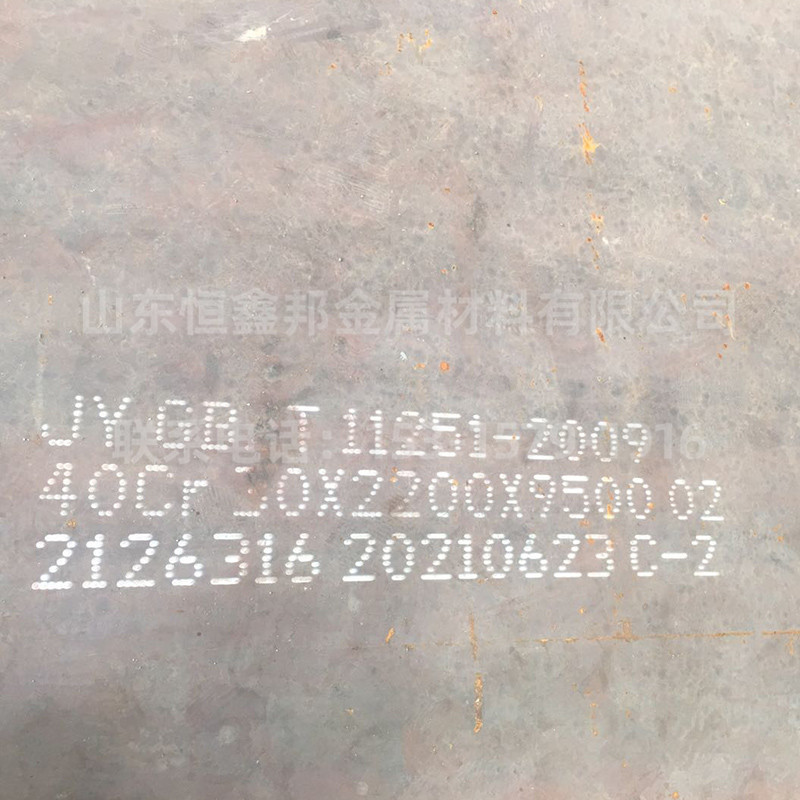 山东恒鑫邦金属材料有限公司
JY GB T 11251-2009
联系电话:
40Cr 30X2200X9500 02
2126316 20210623 C-2